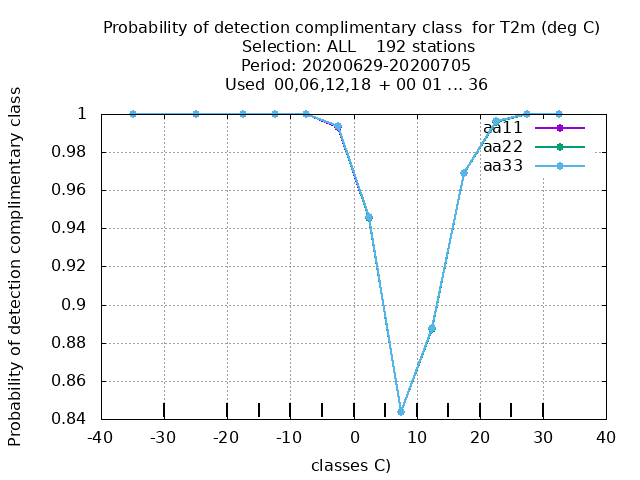 Probability of detection complimentary class for T2m (deg C)
Selection: ALL 192 stations
Period: 20200629-20200705
Used 00,06,12,18 + 00 01 ... 36
Probability of detection complimentary class
1
0.98
0.96
0.94
0.92
0.9
0.88
0.86
0.84
aa11
aa22
aa33
-40 -30 -20 -10 0 10 20 30 40
classes C)